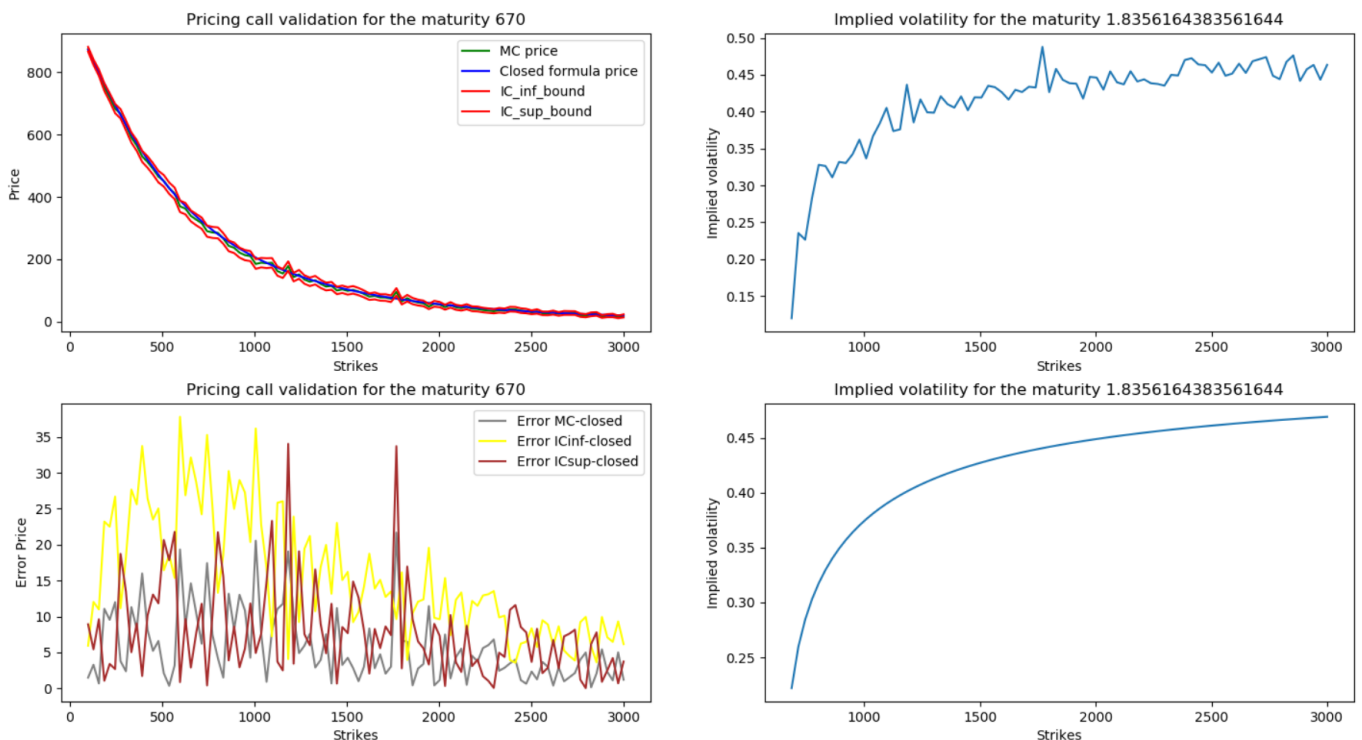 Pricing call validation for the maturity 670
800
600
400
200
0
Price
MC price
Closed formula price
IC_inf_bound
IC_sup_bound
0 500 1000 1500 2000 2500 3000
Strikes
Implied volatility for the maturity 1.8356164383561644
0.50
0.45
0.40
0.35
0.30
0.25
0.20
0.15
Implied volatility
1000 1500 2000 2500 3000
Strikes
Pricing call validation for the maturity 670
35
30
25
20
15
10
5
0
Error Price
Error MC-closed
Error ICinf-closed
Error ICsup-closed
0 500 1000 1500 2000 2500 3000
Strikes
Implied volatility for the maturity 1.8356164383561644
0.45
0.40
0.35
0.30
0.25
Implied volatility
1000 1500 2000 2500 3000
Strikes